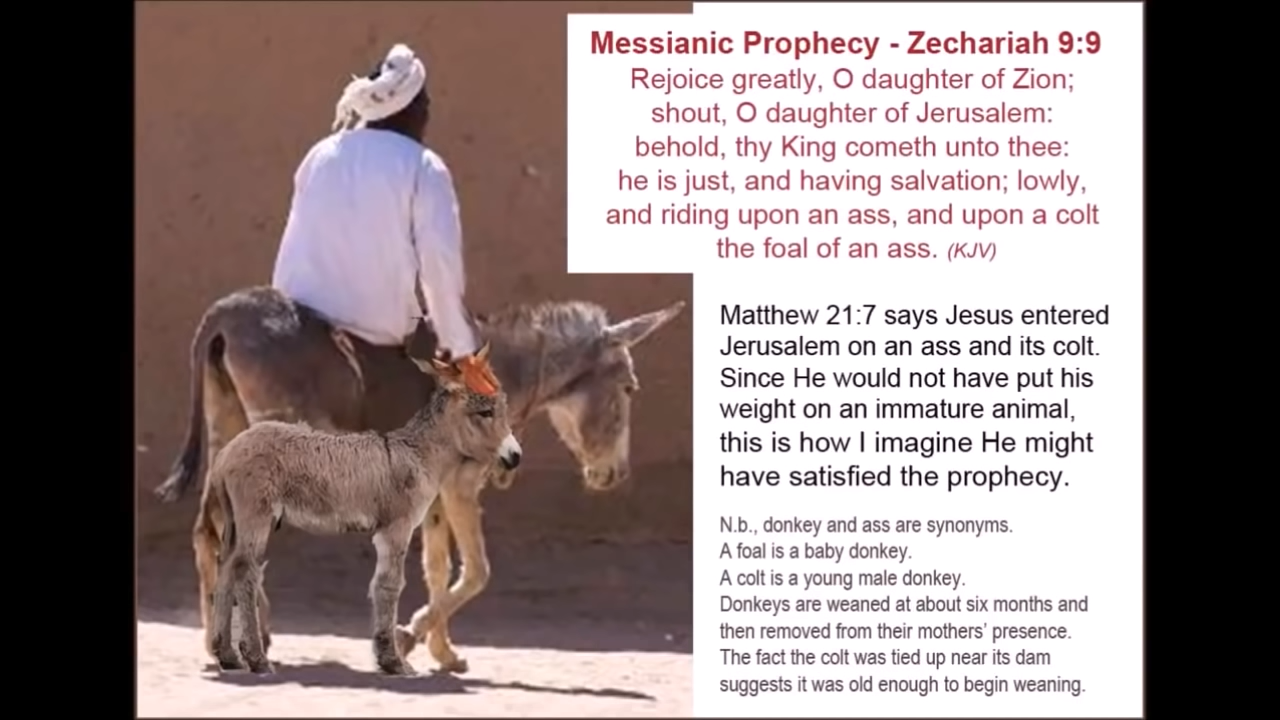 Messianic Prophecy - Zechariah 9:9
Rejoice greatly, O daughter of Zion;
shout, O daughter of Jerusalem:
behold, thy King cometh unto thee:
he is just, and having salvation; lowly,
and riding upon an ass, and upon a colt
the foal of an ass. (KJV)
Matthew 21:7 says Jesus entered
Jerusalem on an ass and its colt.
Since He would not have put his
weight on an immature animal,
this is how I imagine He might
have satisfied the prophecy.
N.b., donkey and ass are synonyms.
A foal is a baby donkey.
A colt is a young male donkey.
Donkeys are weaned at about six months and
then removed from their mothers’ presence.
The fact the colt was tied up near its dam
suggests it was old enough to begin weaning.